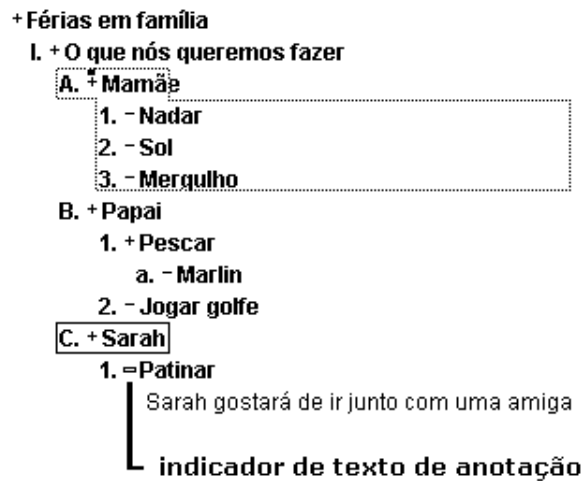 + Férias em família
I. + O que nós queremos fazer
A. + Mamãe
1. - Nadar
2. - Sol
3. - Mergulho
B. + Papai
1. + Pescar
a. - Marlin
2. - Jogar golfe
C. + Sarah
1. = Patinar
Sarah gostará de ir junto com uma amiga
indicador de texto de anotação